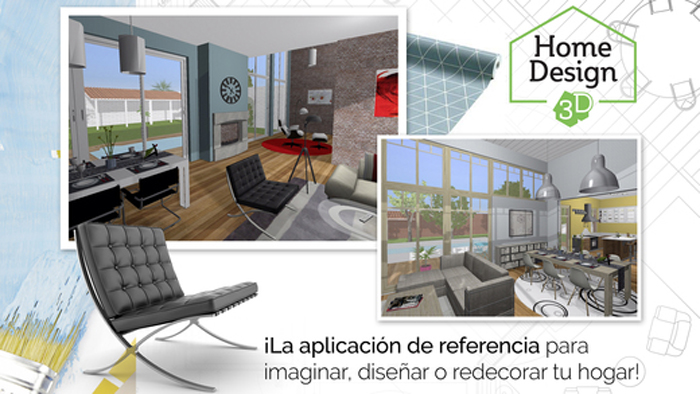 Home
Design
3D
¡La aplicación de referencia para
imaginar, diseñar o redecorar tu hogar!